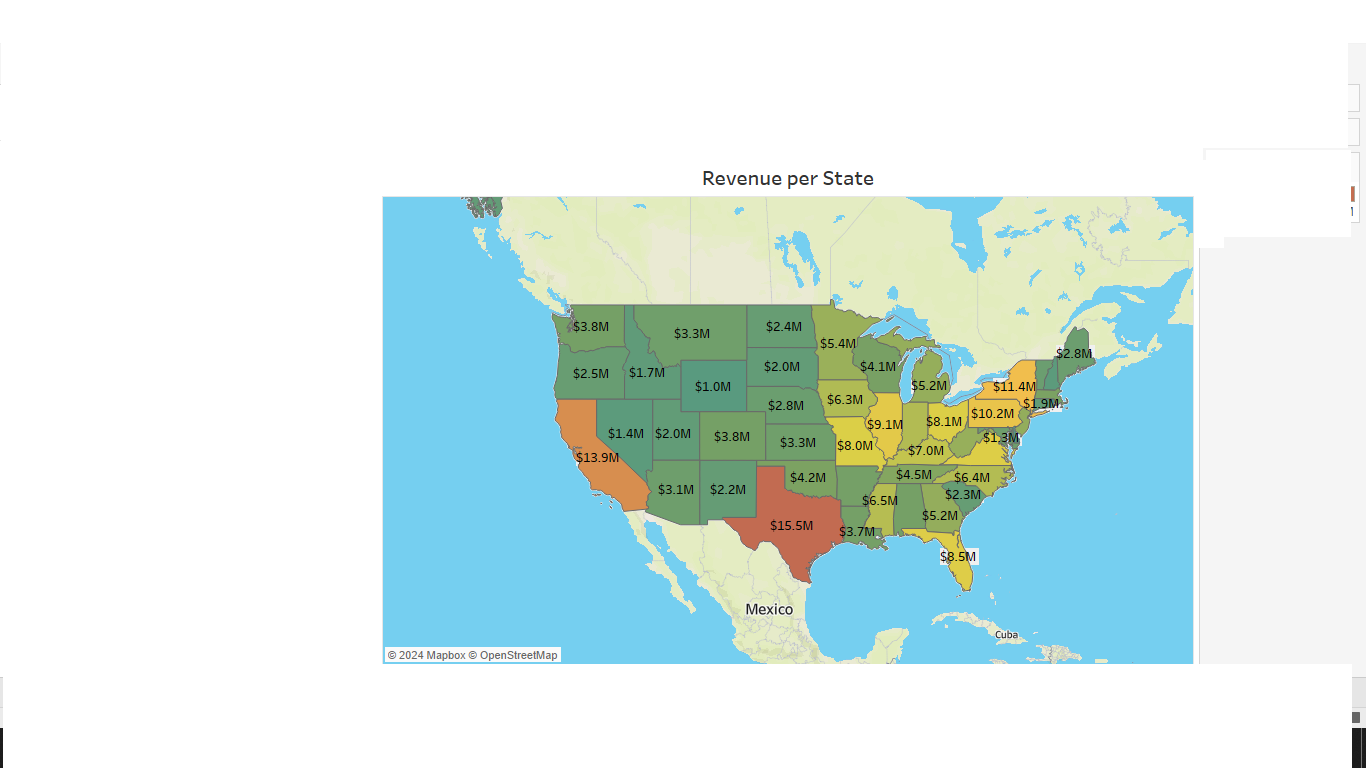 Revenue per State
$3.8M
$3.3M
$2.4M
$5.4M
$4.1M
$2.8M
$2.5M
$1.7M
$1.0M
$2.0M
$5.2M
$11.4M
$6.3M
$2.8M
$1.9M
$10.2M
$9.1M
$8.1M
$1.4M
$2.0M
$3.8M
$3.3M
$8.0M
$7.0M
$1.3M
$13.9M
$4.2M
$4.5M
$6.4M
$3.1M
$2.2M
$6.5M
$2.3M
$5.2M
$15.5M
$3.7M
$8.5M
Mexico
Cuba
© 2024 Mapbox © OpenStreetMap